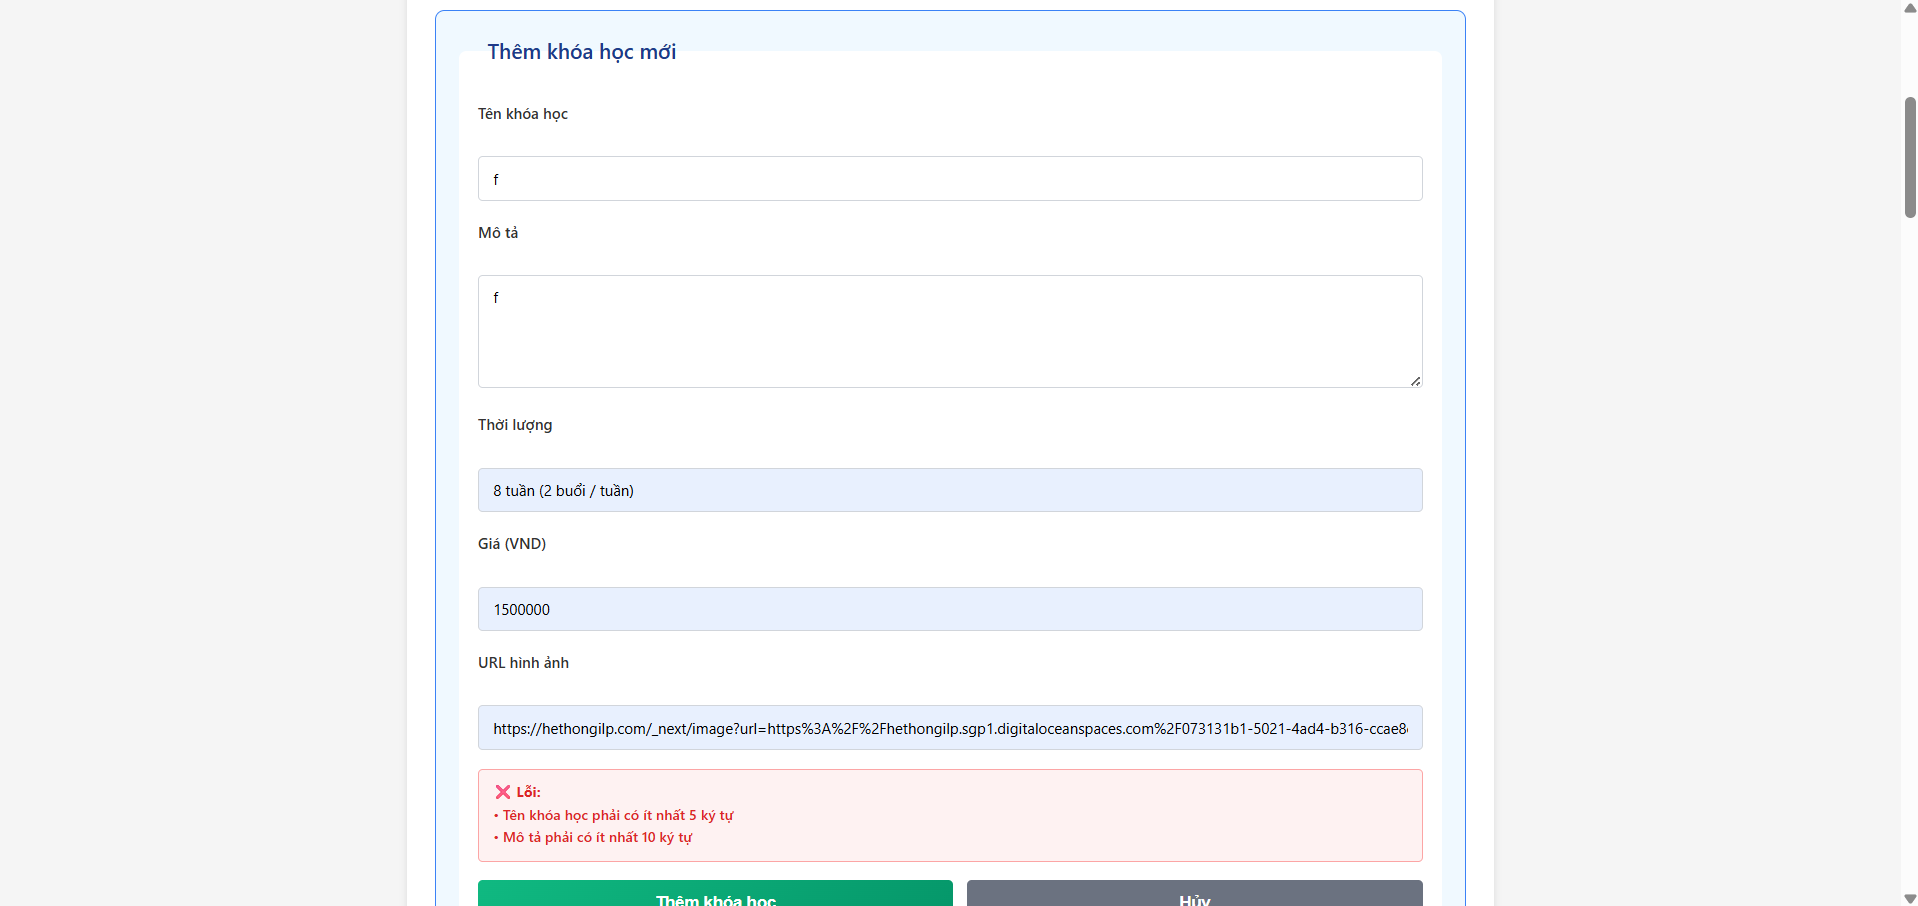 Thêm khóa học mới
Tên khóa học
f
Mô tả
f
Thời lượng
8 tuần (2 buổi / tuần)
Giá (VND)
1500000
URL hình ảnh
https://hethongilp.com/_next/image?url=https%3A%2F%2Fhethongilp.sgp1.digitaloceanspaces.com%2F073131b1-5021-4ad4-b316-ccae8
❌ Lỗi:
• Tên khóa học phải có ít nhất 5 ký tự
• Mô tả phải có ít nhất 10 ký tự
Thêm khóa học
Hủy